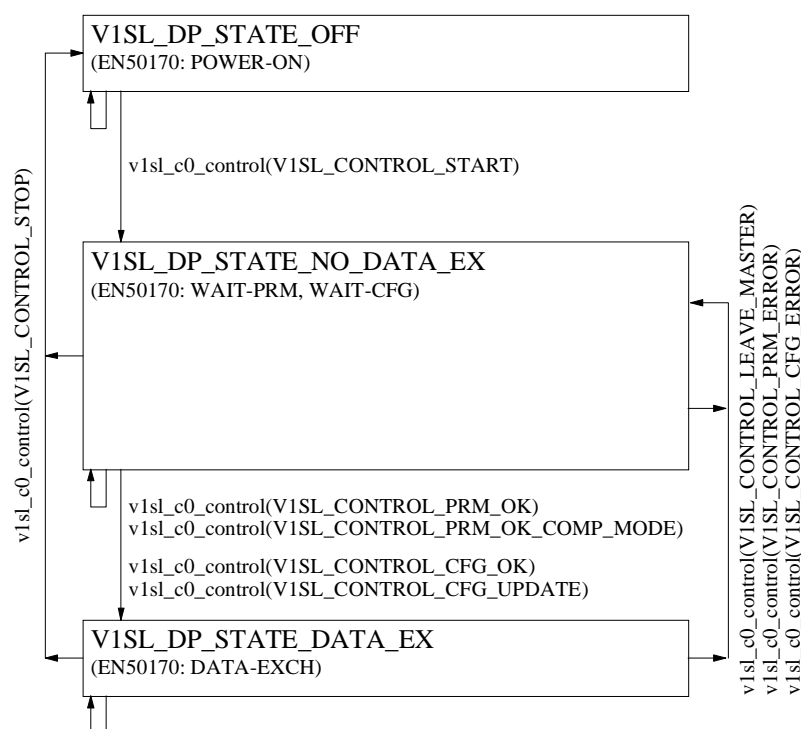 V1SL_DP_STATE_OFF
(EN50170: POWER-ON)
v1sl_c0_control(V1SL_CONTROL_START)
v1sl_c0_control(V1SL_CONTROL_STOP)
V1SL_DP_STATE_NO_DATA_EX
(EN50170: WAIT-PRM, WAIT-CFG)
v1sl_c0_control(V1SL_CONTROL_LEAVE_MASTER)
v1sl_c0_control(V1SL_CONTROL_PRM_ERROR)
v1sl_c0_control(V1SL_CONTROL_CFG_ERROR)
v1sl_c0_control(V1SL_CONTROL_PRM_OK)
v1sl_c0_control(V1SL_CONTROL_PRM_OK_COMP_MODE)
v1sl_c0_control(V1SL_CONTROL_CFG_OK)
v1sl_c0_control(V1SL_CONTROL_CFG_UPDATE)
V1SL_DP_STATE_DATA_EX
(EN50170: DATA-EXCH)